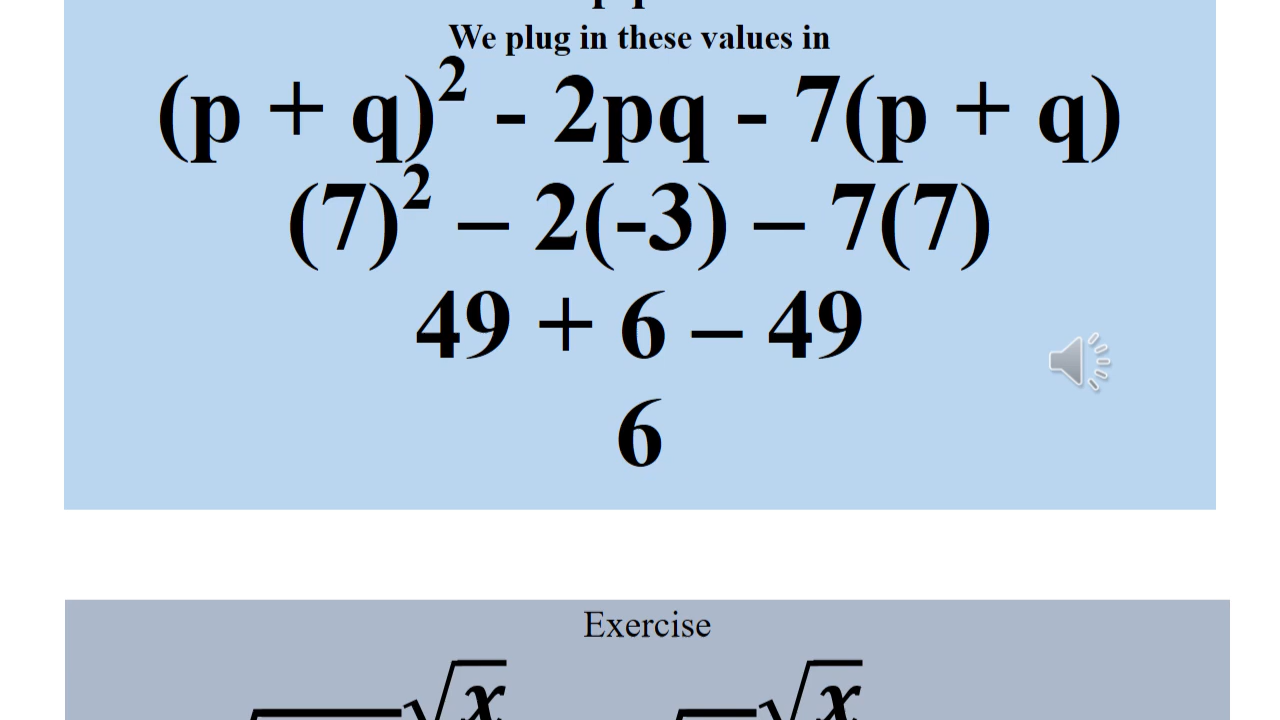 We plug in these values in
(p + q)² - 2pq - 7(p + q)
(7)² – 2(-3) – 7(7)
49 + 6 – 49
6
Exercise
√x √x